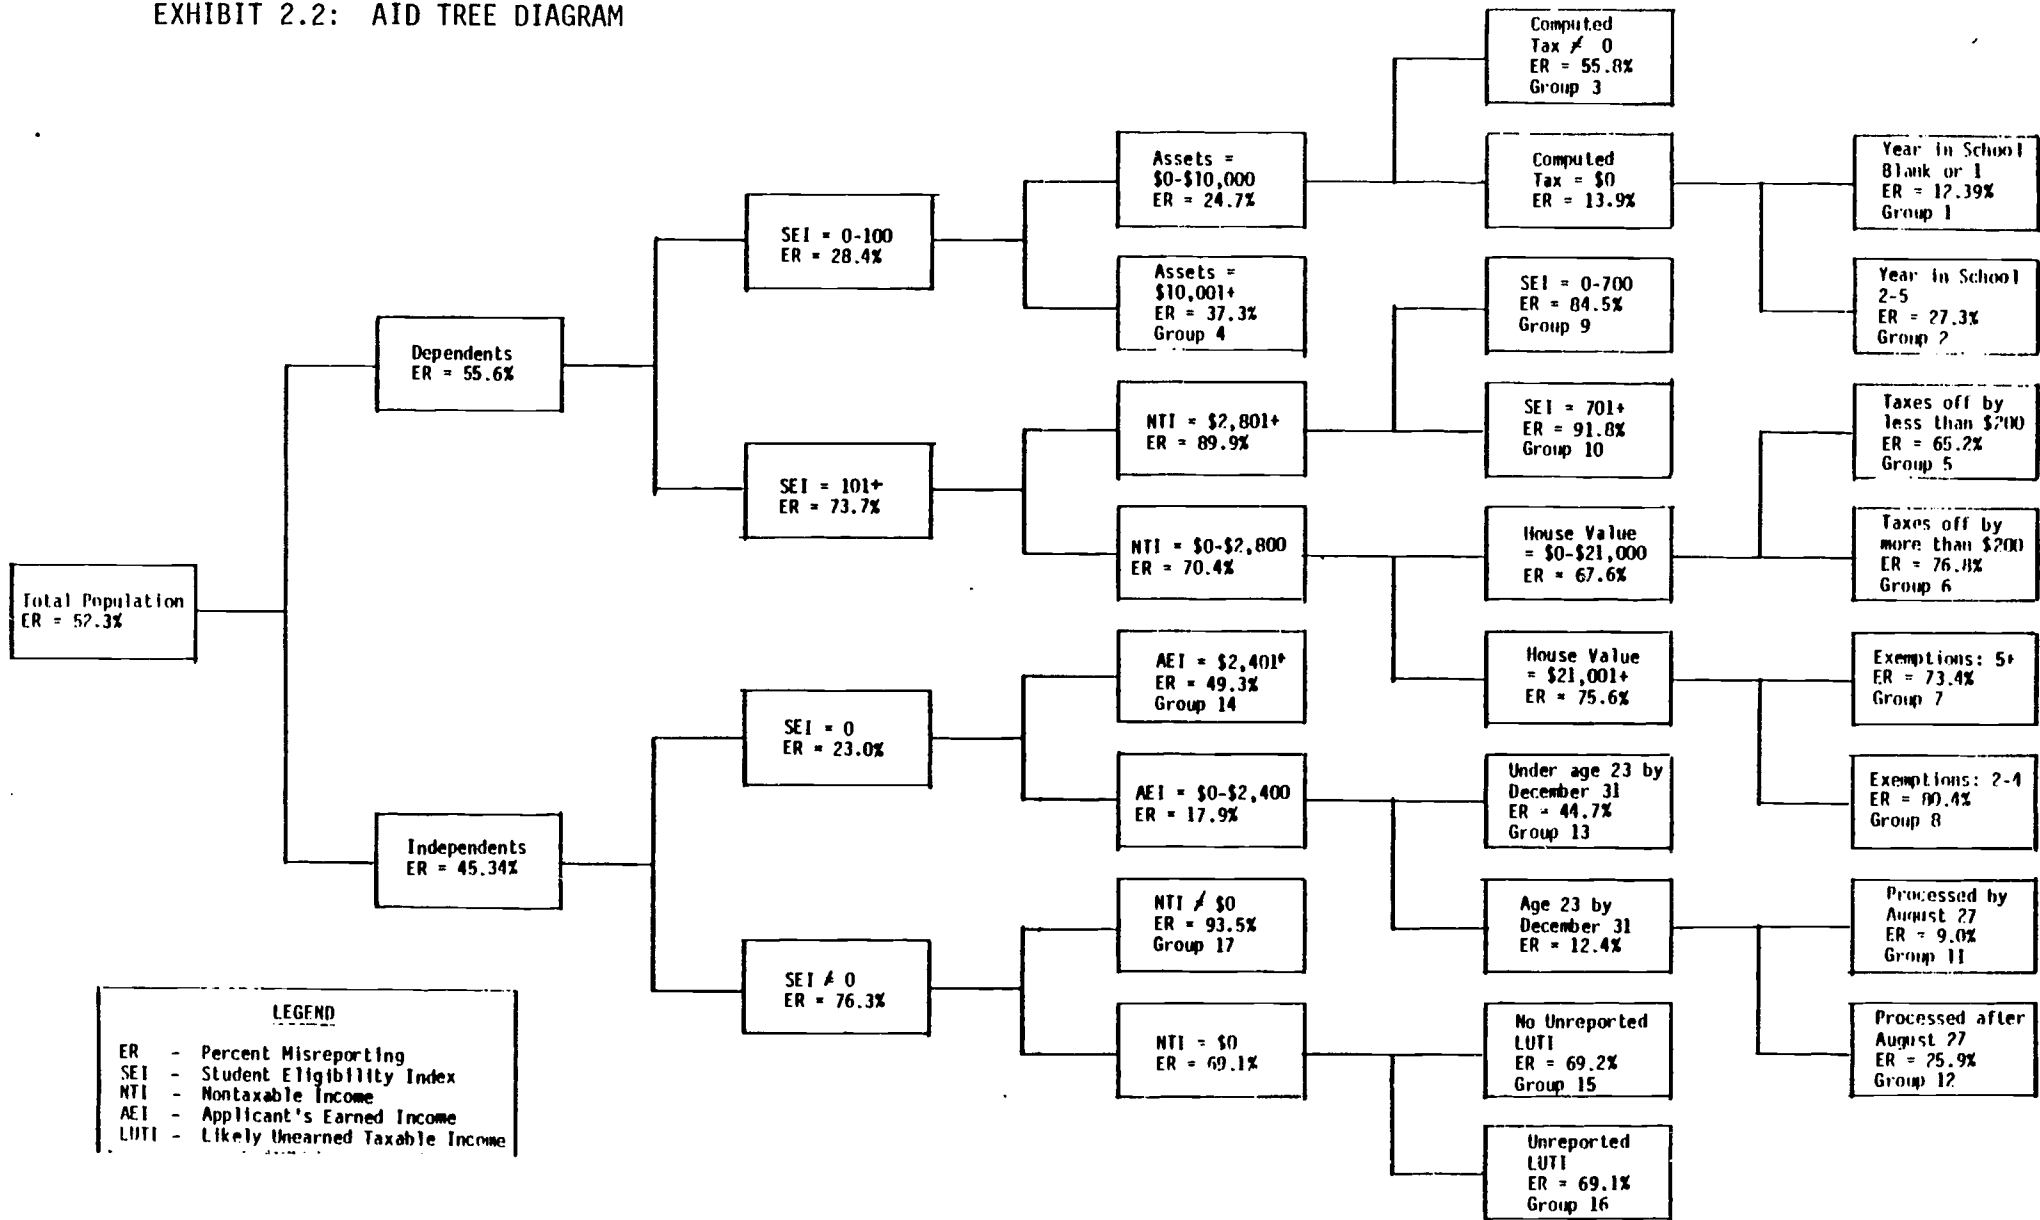 EXHIBIT 2.2: AID TREE DIAGRAM
Total Population
ER = 52.3%
Dependents
ER = 55.6%
Independents
ER = 45.34%
SEI = 0-100
ER = 28.4%
SEI = 101+
ER = 73.7%
SEI = 0
ER = 23.0%
SEI ≠ 0
ER = 76.3%
Assets =
$0-$10,000
ER = 24.7%
Assets =
$10,001+
ER = 37.3%
Group 4
NTI = $2,801+
ER = 89.9%
NTI = $0-$2,800
ER = 70.4%
AEI = $2,401+
ER = 49.3%
Group 14
AEI = $0-$2,400
ER = 17.9%
NTI ≠ $0
ER = 93.5%
Group 17
NTI = $0
ER = 69.1%
Computed
Tax ≠ 0
ER = 55.8%
Group 3
Computed
Tax = $0
ER = 13.9%
SEI = 0-700
ER = 84.5%
Group 9
SEI = 701+
ER = 91.8%
Group 10
House Value
= $0-$21,000
ER = 67.6%
House Value
= $21,001+
ER = 75.6%
Under age 23 by
December 31
ER = 44.7%
Group 13
Age 23 by
December 31
ER = 12.4%
No Unreported
LUTI
ER = 69.2%
Group 15
Unreported
LUTI
ER = 69.1%
Group 16
Year in School
Blank or 1
ER = 12.39%
Group 1
Year in School
2-5
ER = 27.3%
Group 2
Taxes off by
less than $200
ER = 65.2%
Group 5
Taxes off by
more than $200
ER = 76.8%
Group 6
Exemptions: 5+
ER = 73.4%
Group 7
Exemptions: 2-4
ER = 80.4%
Group 8
Processed by
August 27
ER = 9.0%
Group 11
Processed after
August 27
ER = 25.9%
Group 12
LEGEND
ER - Percent Misreporting
SEI - Student Eligibility Index
NTI - Nontaxable Income
AEI - Applicant's Earned Income
LUTI - Likely Unearned Taxable Income